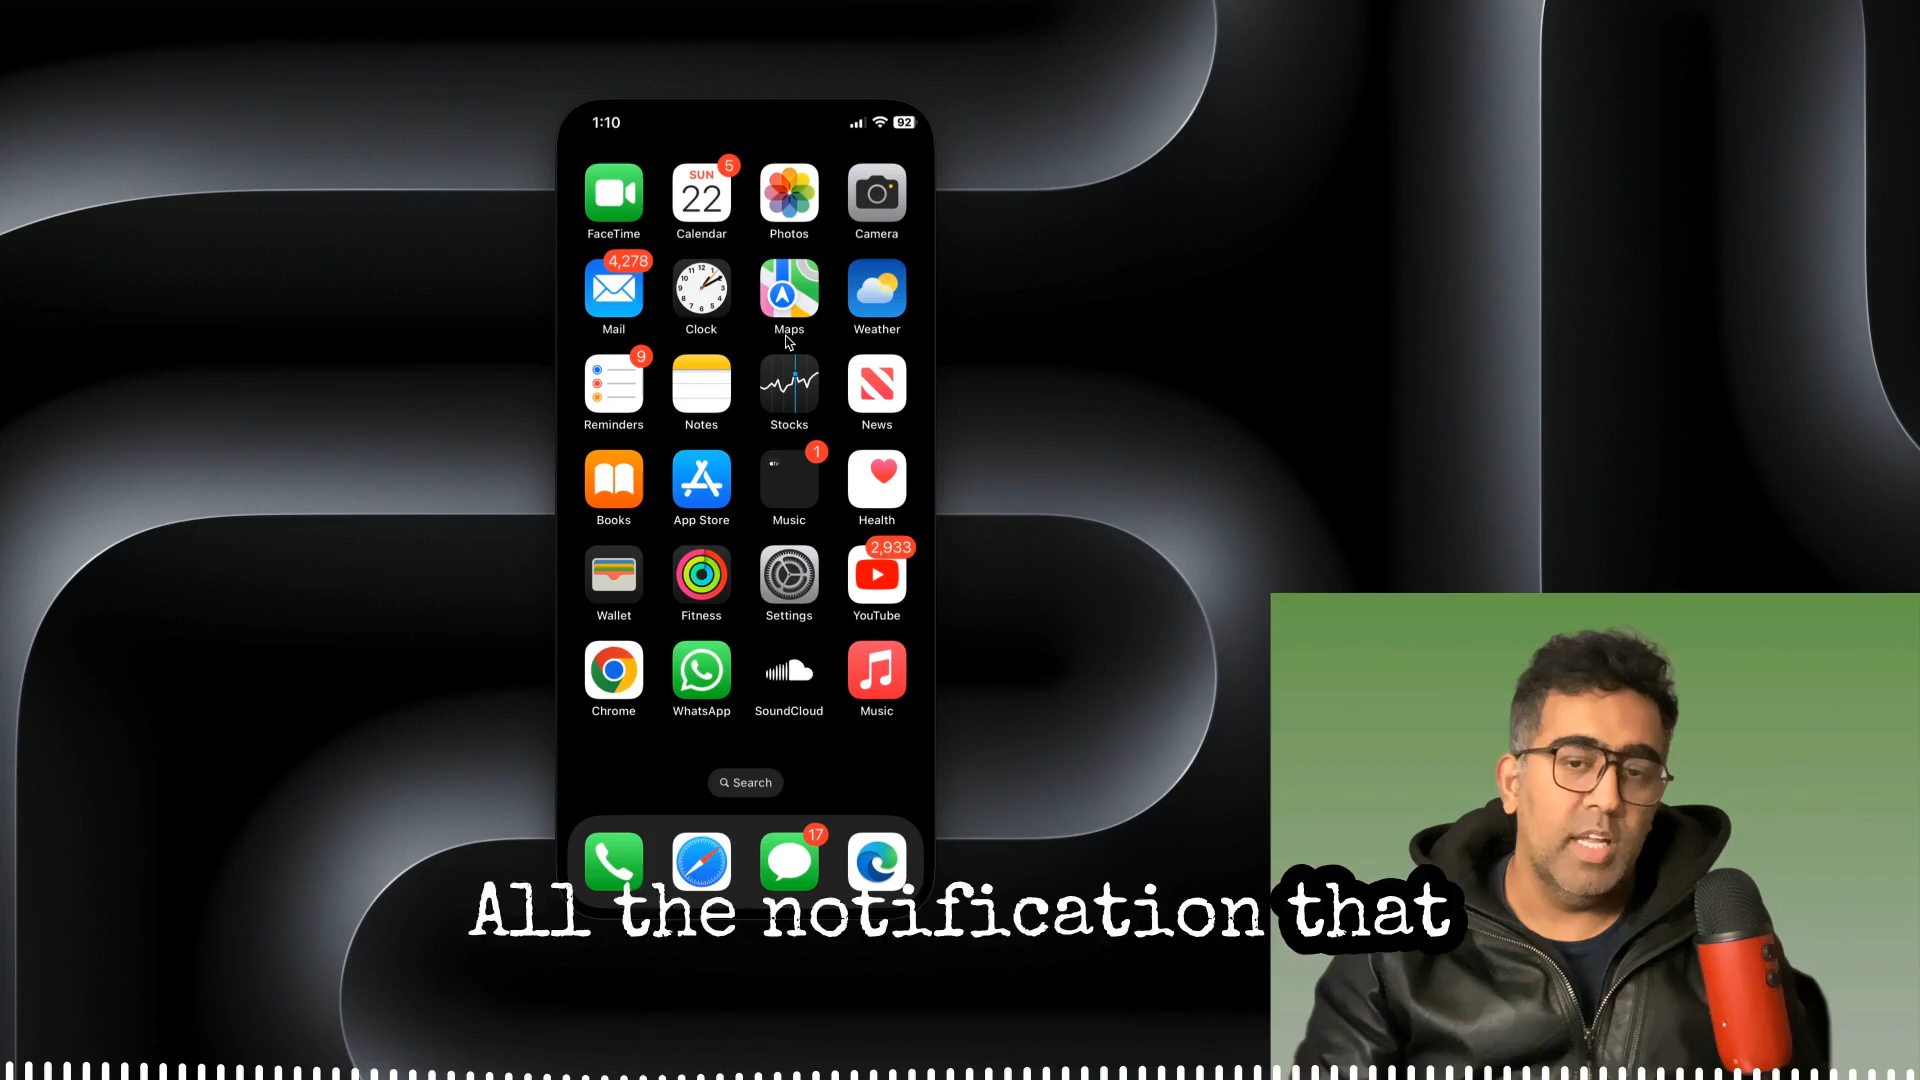 1:10
92
5
SUN
22
FaceTime
Calendar
Photos
Camera
4,278
Mail
Clock
Maps
Weather
9
Reminders
Notes
Stocks
News
1
tv
Books
App Store
Music
Health
2,933
Wallet
Fitness
Settings
YouTube
Chrome
WhatsApp
SoundCloud
Music
Search
17
All the notification that